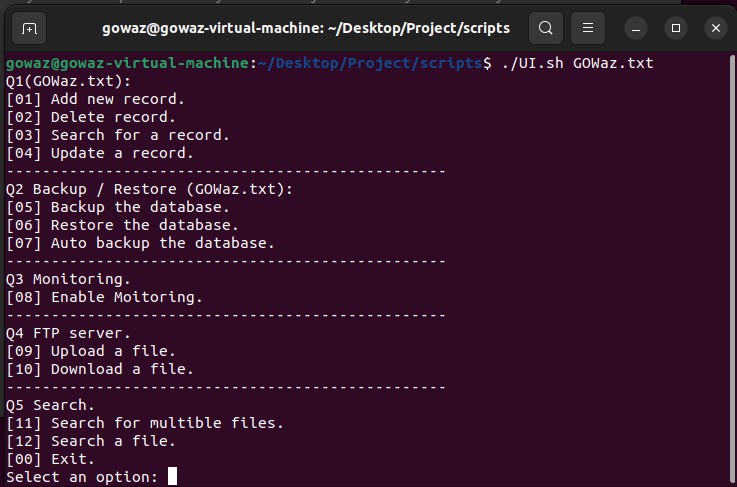 gowaz@gowaz-virtual-machine: ~/Desktop/Project/scripts
gowaz@gowaz-virtual-machine:~/Desktop/Project/scripts$ ./UI.sh GOWaz.txt
Q1(GOWaz.txt):
[01] Add new record.
[02] Delete record.
[03] Search for a record.
[04] Update a record.
-------------------------------------------------
Q2 Backup / Restore (GOWaz.txt):
[05] Backup the database.
[06] Restore the database.
[07] Auto backup the database.
-------------------------------------------------
Q3 Monitoring.
[08] Enable Moitoring.
-------------------------------------------------
Q4 FTP server.
[09] Upload a file.
[10] Download a file.
-------------------------------------------------
Q5 Search.
[11] Search for multible files.
[12] Search a file.
[00] Exit.
Select an option: